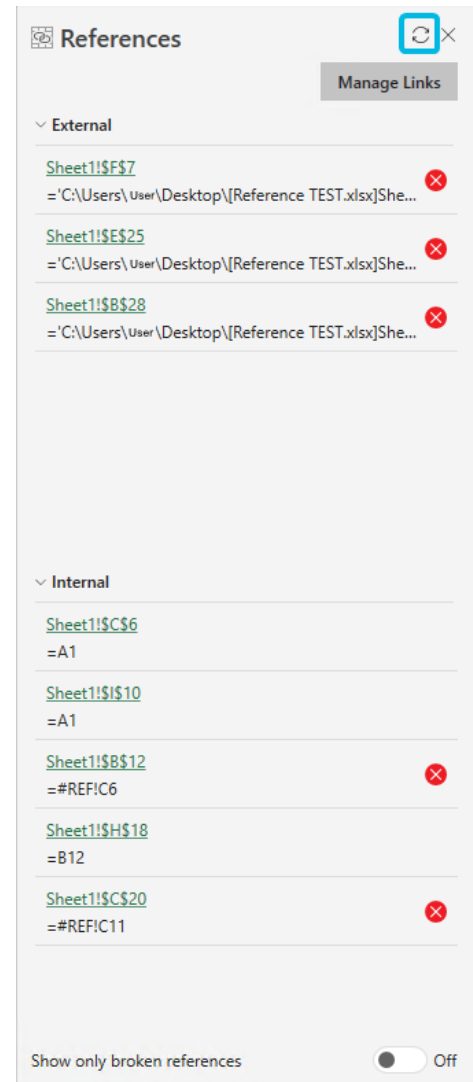 References
Manage Links
External
Sheet1!$F$7
='C:\Users\User\Desktop\[Reference TEST.xlsx]She...
Sheet1!$E$25
='C:\Users\User\Desktop\[Reference TEST.xlsx]She...
Sheet1!$B$28
='C:\Users\User\Desktop\[Reference TEST.xlsx]She...
Internal
Sheet1!$C$6
=A1
Sheet1!$I$10
=A1
Sheet1!$B$12
=#REF!C6
Sheet1!$H$18
=B12
Sheet1!$C$20
=#REF!C11
Show only broken references Off